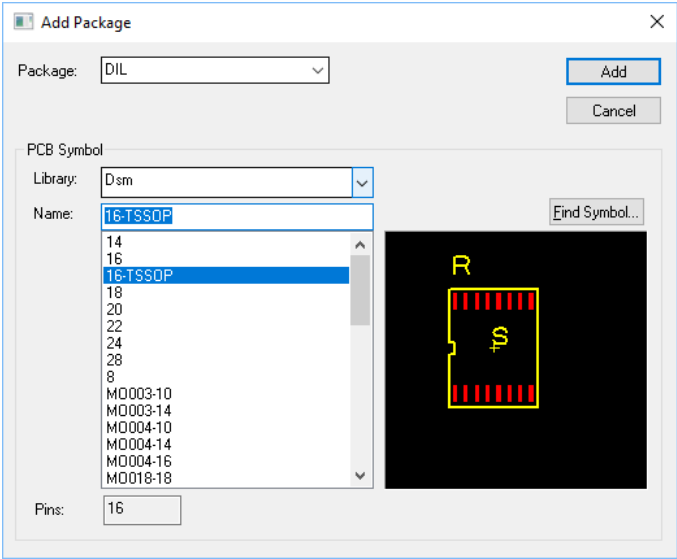 Add Package
Package: DIL
Add
Cancel
PCB Symbol
Library: Dsm
Name: 16-TSSOP
Find Symbol...
14
16
16-TSSOP
18
20
22
24
28
8
MO003-10
MO003-14
MO004-10
MO004-14
MO004-16
MO018-18
R
S
Pins: 16